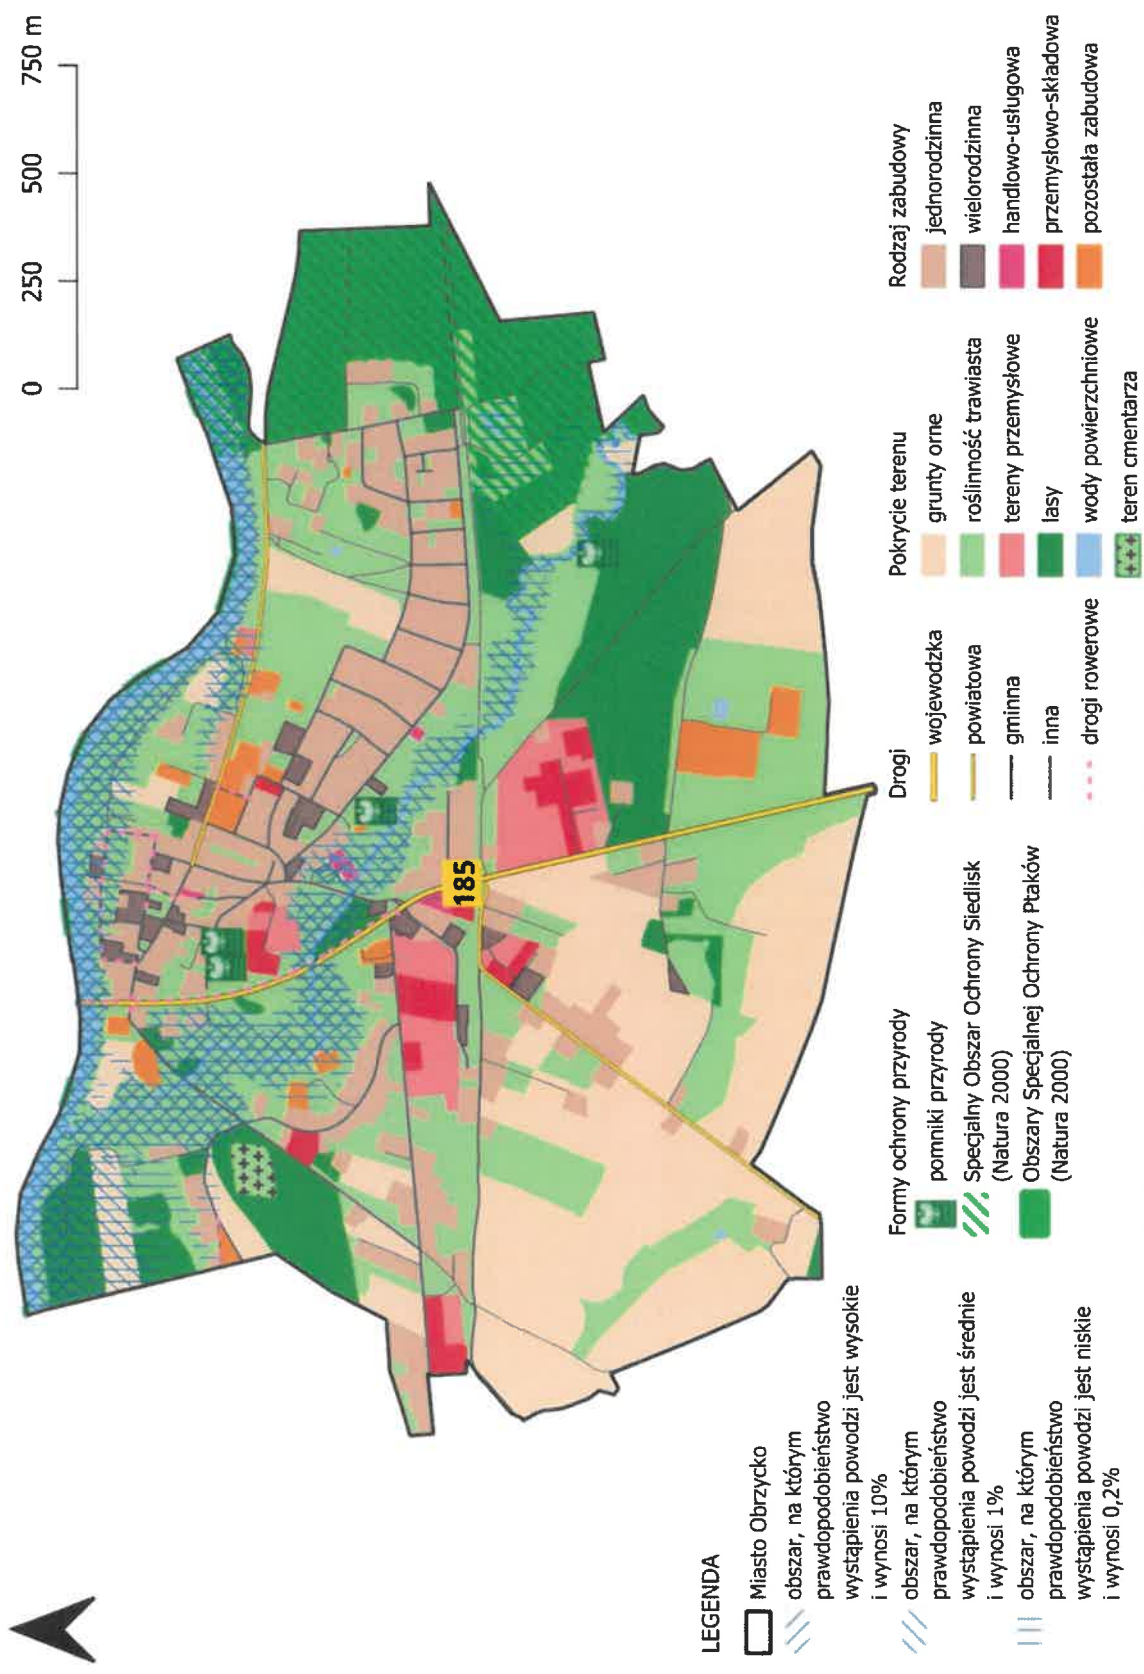 0 250 500 750 m
185
LEGENDA
Miasto Obrzycko
obszar, na którym
prawdopodobieństwo
wystąpienia powodzi jest wysokie
i wynosi 10%
obszar, na którym
prawdopodobieństwo
wystąpienia powodzi jest średnie
i wynosi 1%
obszar, na którym
prawdopodobieństwo
wystąpienia powodzi jest niskie
i wynosi 0,2%
Formy ochrony przyrody
pomniki przyrody
Specjalny Obszar Ochrony Siedlisk
(Natura 2000)
Obszary Specjalnej Ochrony Ptaków
(Natura 2000)
Drogi
wojewodzka
powiatowa
gminna
inna
drogi rowerowe
Pokrycie terenu
grunty orne
roślinność trawiasta
tereny przemysłowe
lasy
wody powierzchniowe
teren cmentarza
Rodzaj zabudowy
jednorodzinna
wielorodzinna
handlowo-usługowa
przemysłowo-składowa
pozostała zabudowa